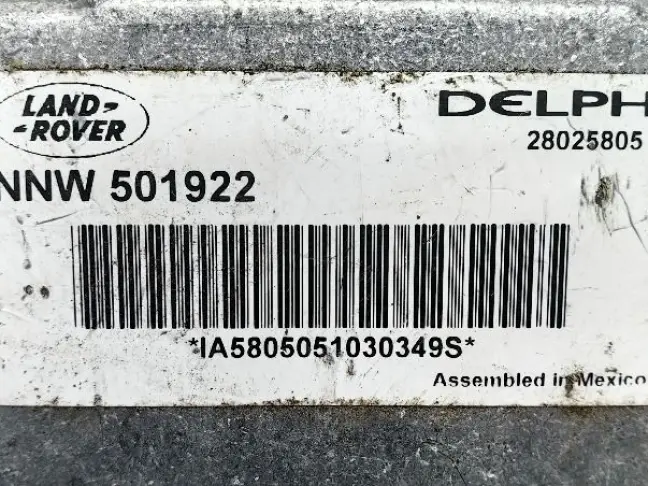 LAND-
-ROVER
DELPH
28025805
NNW 501922
*IA5805051030349S*
Assembled in Mexico